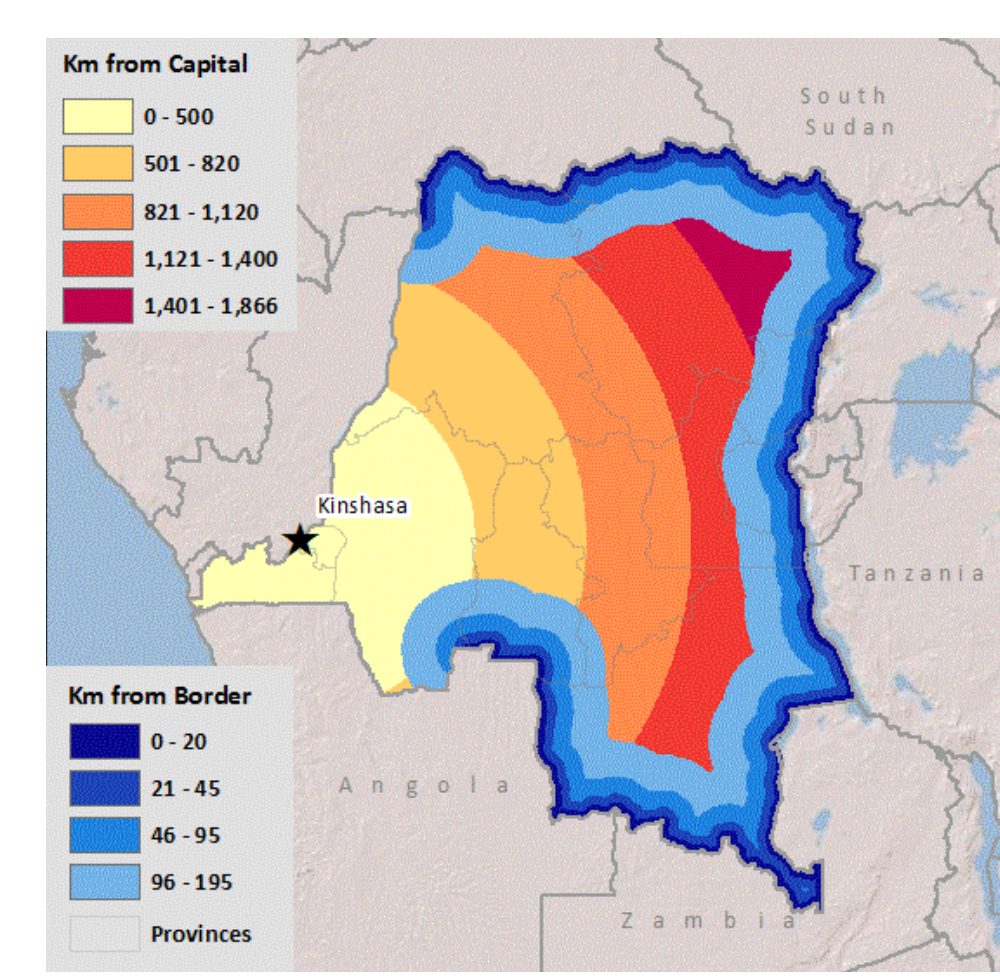 Km from Capital
0 - 500
501 - 820
821 - 1,120
1,121 - 1,400
1,401 - 1,866
South
Sudan
Kinshasa
Tanzania
Km from Border
0 - 20
21 - 45
46 - 95
96 - 195
Provinces
Angola
Zambia